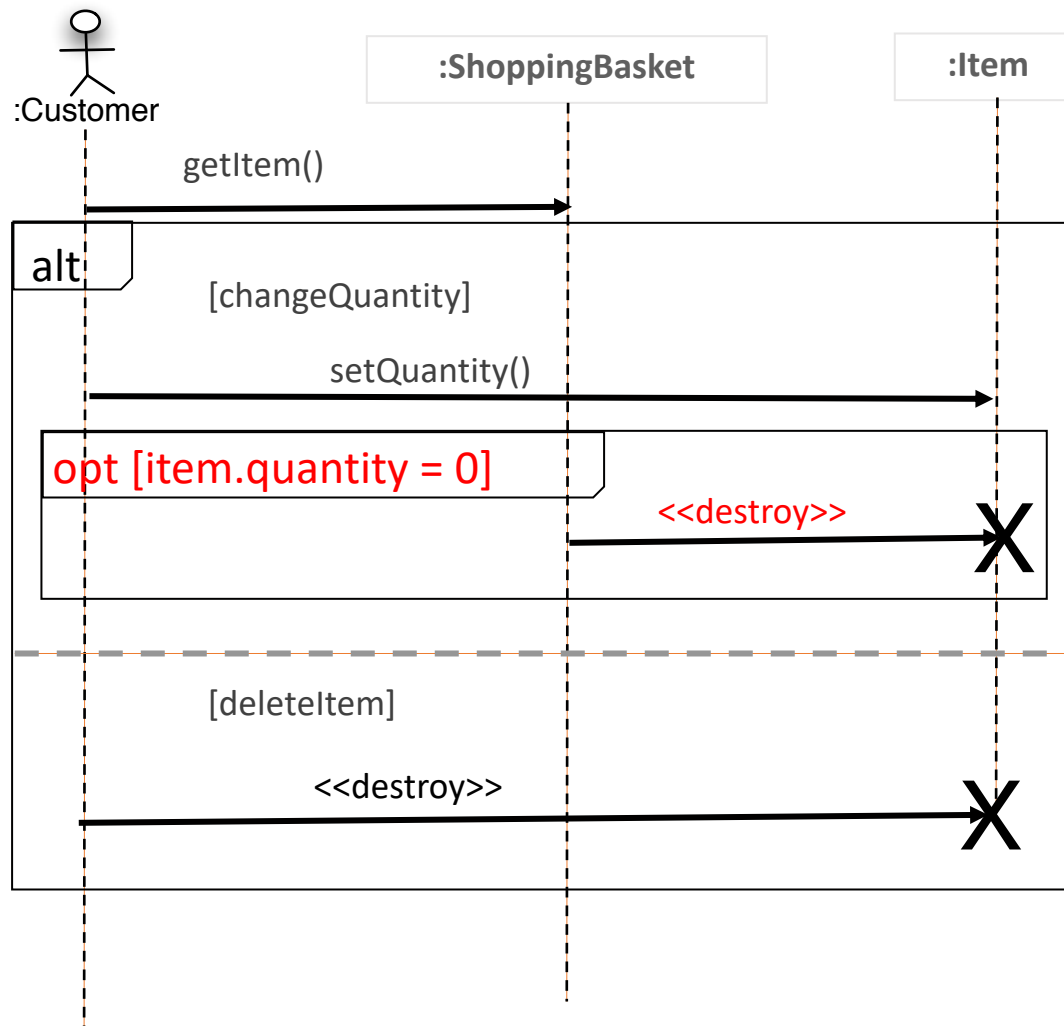 :Customer
:ShoppingBasket
:Item
getItem()
alt
[changeQuantity]
setQuantity()
opt [item.quantity = 0]
<<destroy>>
X
[deleteItem]
<<destroy>>
X